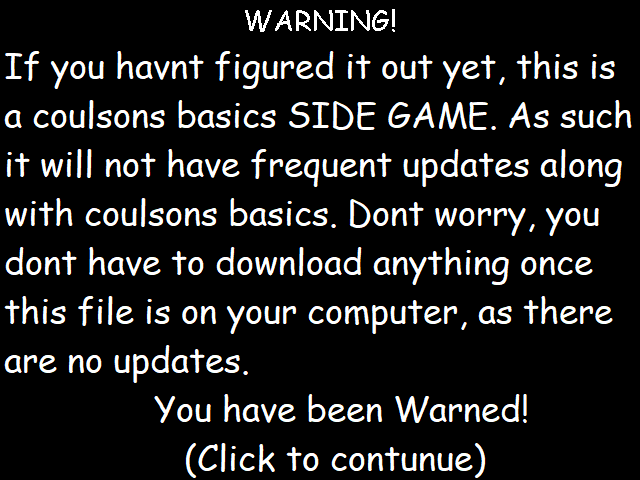 WARNING!
If you havnt figured it out yet, this is
a coulsons basics SIDE GAME. As such
it will not have frequent updates along
with coulsons basics. Dont worry, you
dont have to download anything once
this file is on your computer, as there
are no updates.
You have been Warned!
(Click to contunue)